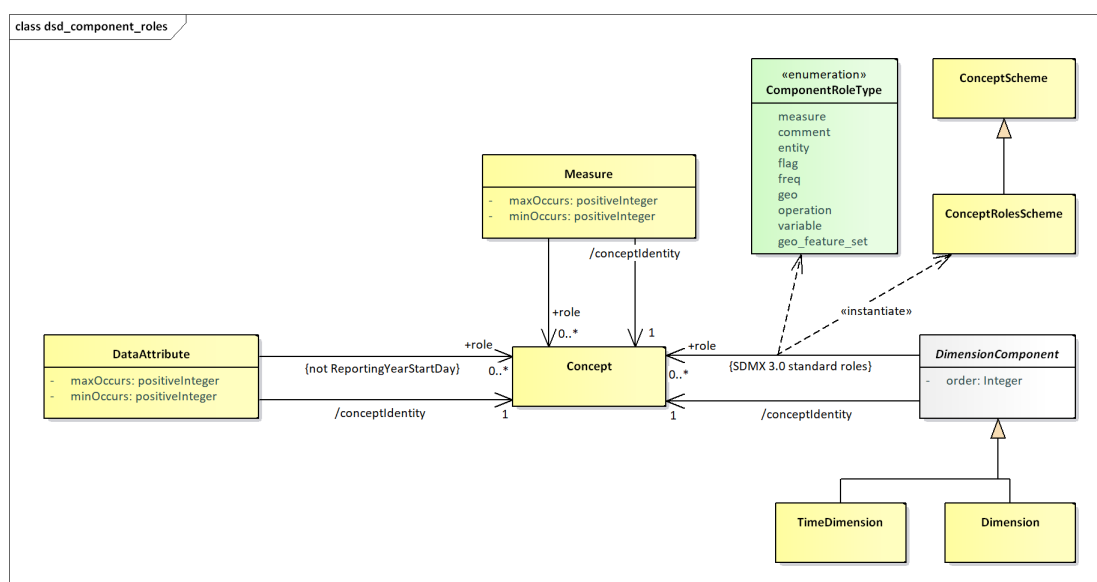 class dsd_component_roles
«enumeration»
ComponentRoleType
measure
comment
entity
flag
freq
geo
operation
variable
geo_feature_set
ConceptScheme
ConceptRolesScheme
Measure
- maxOccurs: positiveInteger
- minOccurs: positiveInteger
/conceptIdentity
+role
0..*
1
«instantiate»
DataAttribute
- maxOccurs: positiveInteger
- minOccurs: positiveInteger
+role
{not ReportingYearStartDay}
0..*
/conceptIdentity
1
Concept
+role
{SDMX 3.0 standard roles}
0..*
/conceptIdentity
1
DimensionComponent
- order: Integer
TimeDimension
Dimension